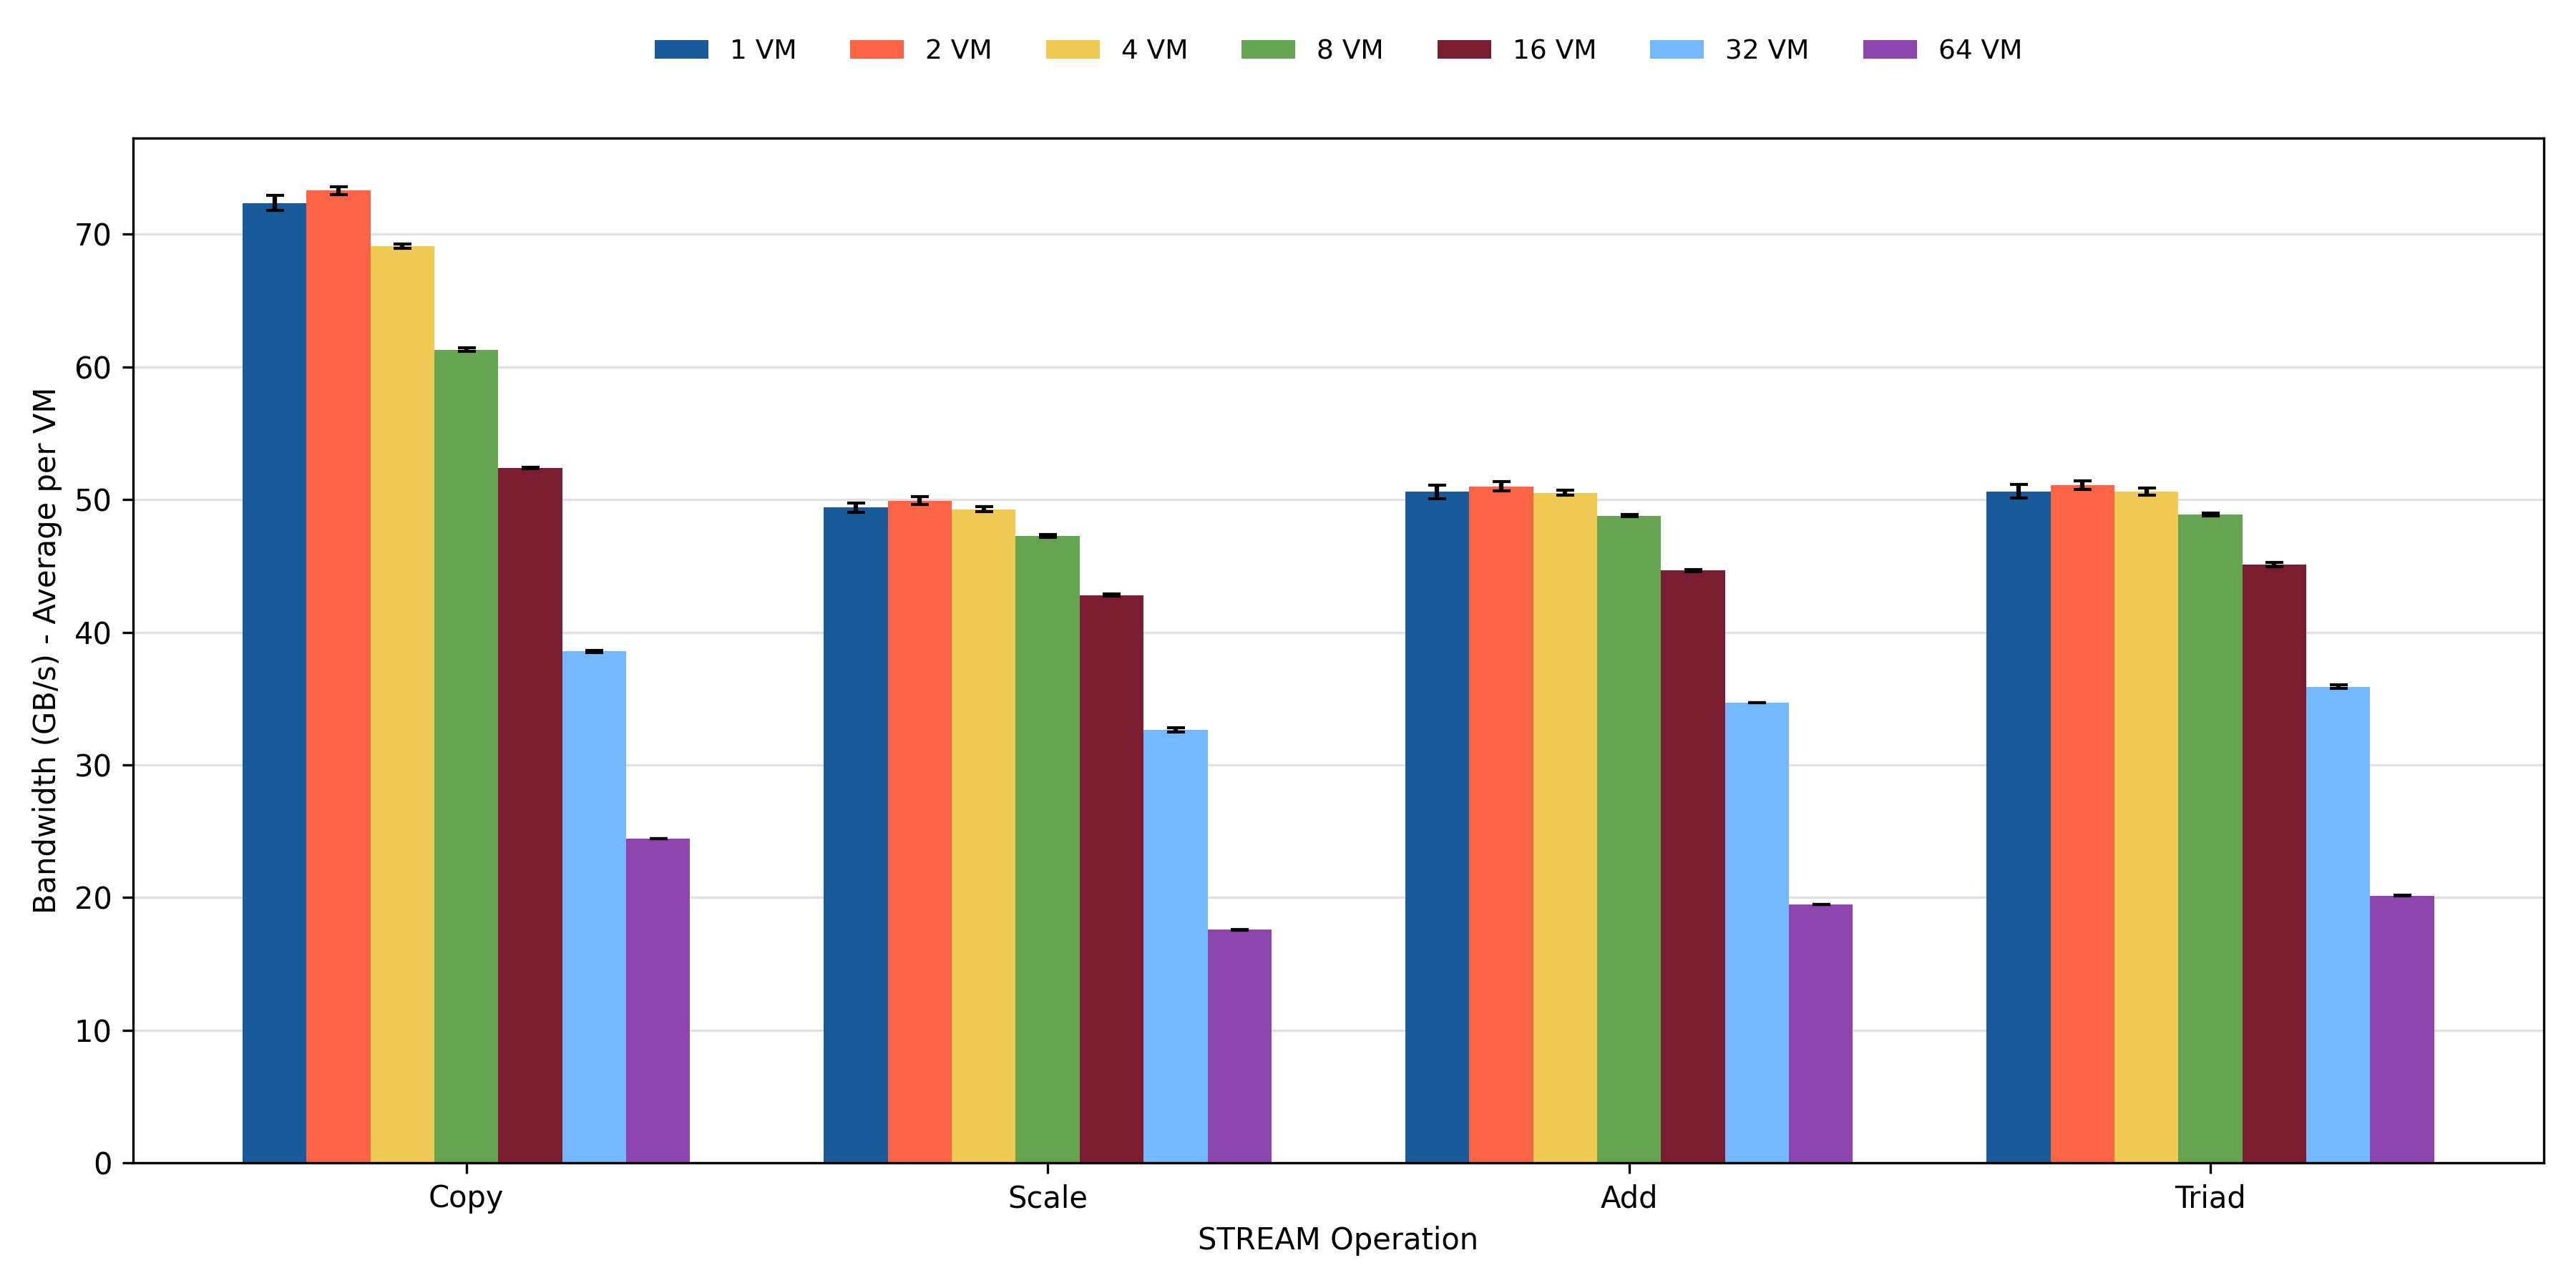 1 VM 2 VM 4 VM 8 VM 16 VM 32 VM 64 VM
Bandwidth (GB/s) - Average per VM
70
60
50
40
30
20
10
0
Copy Scale Add Triad
STREAM Operation